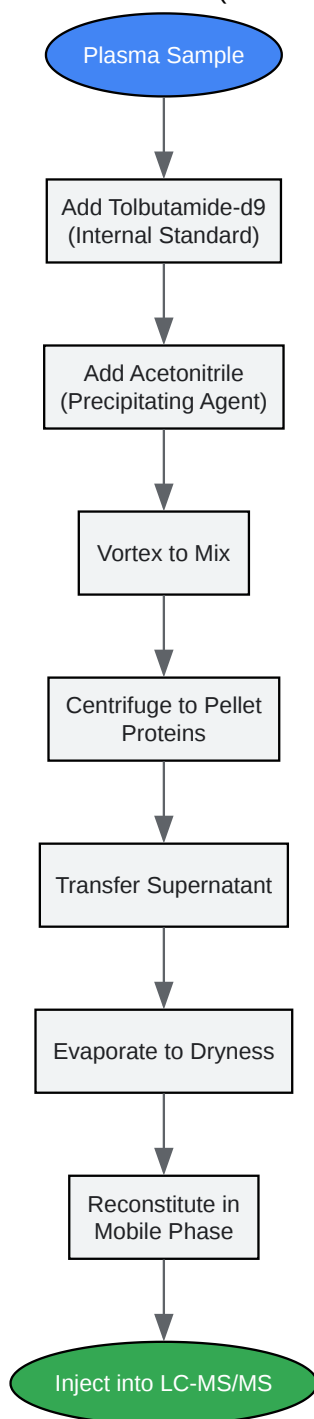 Plasma Sample
Add Tolbutamide-d9
(Internal Standard)
Add Acetonitrile
(Precipitating Agent)
Vortex to Mix
Centrifuge to Pellet
Proteins
Transfer Supernatant
Evaporate to Dryness
Reconstitute in
Mobile Phase
Inject into LC-MS/MS